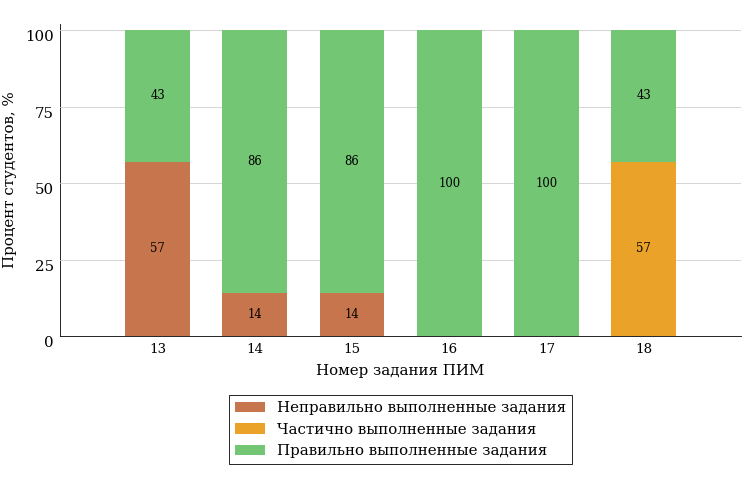 Процент студентов, %
100
75
50
25
0
43
86
86
100
100
43
57
14
14
57
13 14 15 16 17 18
Номер задания ПИМ
Неправильно выполненные задания
Частично выполненные задания
Правильно выполненные задания